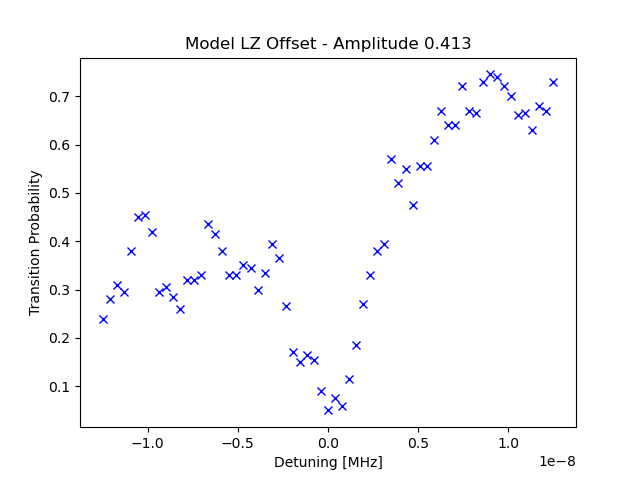 Model LZ Offset - Amplitude 0.413
Transition Probability
0.7
0.6
0.5
0.4
0.3
0.2
0.1
−1.0 −0.5 0.0 0.5 1.0
1e−8
Detuning [MHz]